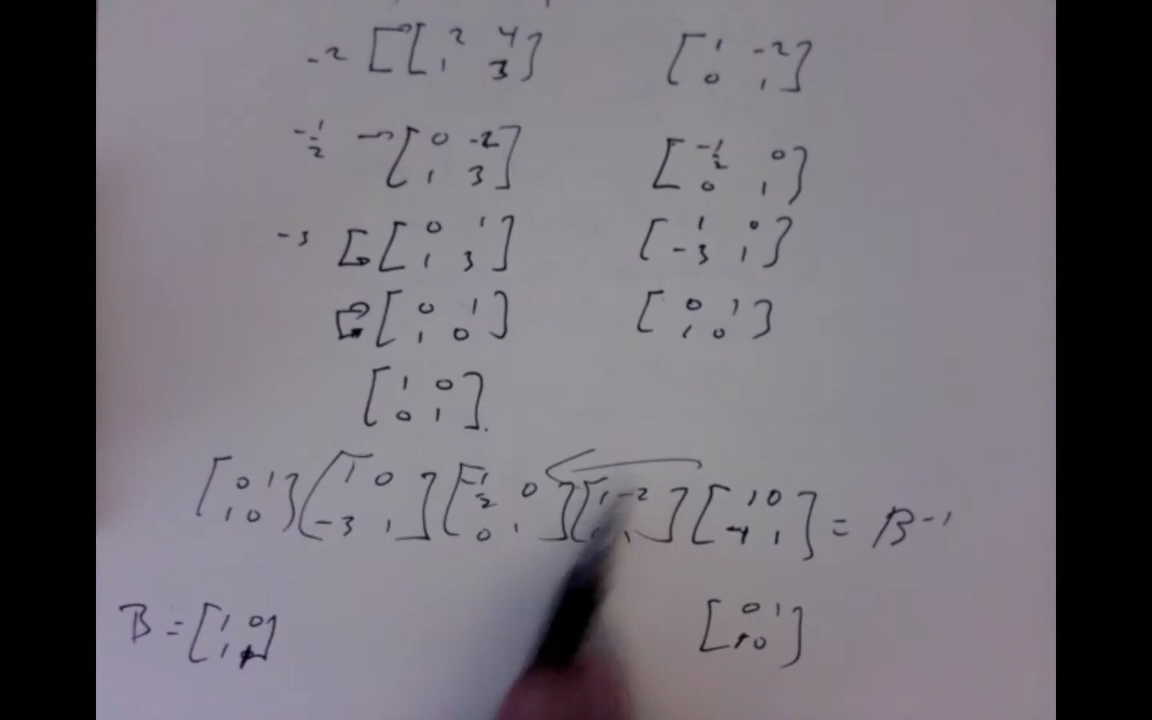 -2 [ 2 4 ] [ 1 -2 ]
[ 1 3 ] [ 0 1 ]
-1/2 [ 0 -2 ] [ -1/2 0 ]
[ 1 3 ] [ 0 1 ]
-3 [ 0 1 ] [ 1 0 ]
[ 1 3 ] [ -3 1 ]
[ 0 1 ] [ 0 1 ]
[ 1 0 ] [ 1 0 ]
[ 1 0 ]
[ 0 1 ]
[ 0 1 ] [ 1 0 ] [ -1/2 0 ] [ 1 -2 ] [ 1 0 ] = B-1
[ 1 0 ] [ -3 1 ] [ 0 1 ] [ 1 ] [ -4 1 ]
B = [ 1 0 ] [ 0 1 ]
[ 1 ] [ 0 ]